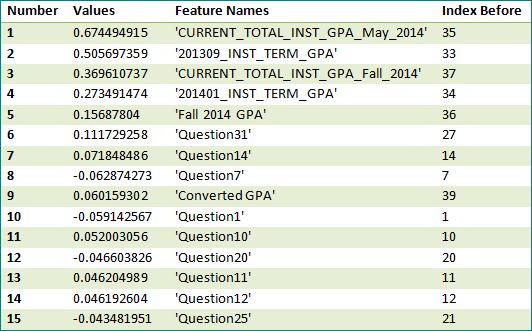 Number Values Feature Names Index Before
1 0.674494915 'CURRENT_TOTAL_INST_GPA_May_2014' 35
2 0.505697359 '201309_INST_TERM_GPA' 33
3 0.369610737 'CURRENT_TOTAL_INST_GPA_Fall_2014' 37
4 0.273491474 '201401_INST_TERM_GPA' 34
5 0.15687804 'Fall 2014 GPA' 36
6 0.111729258 'Question31' 27
7 0.071848486 'Question14' 14
8 -0.062874273 'Question7' 7
9 0.060159302 'Converted GPA' 39
10 -0.059142567 'Question1' 1
11 0.052003056 'Question10' 10
12 -0.046603826 'Question20' 20
13 0.046204989 'Question11' 11
14 0.046192604 'Question12' 12
15 -0.043481951 'Question25' 21